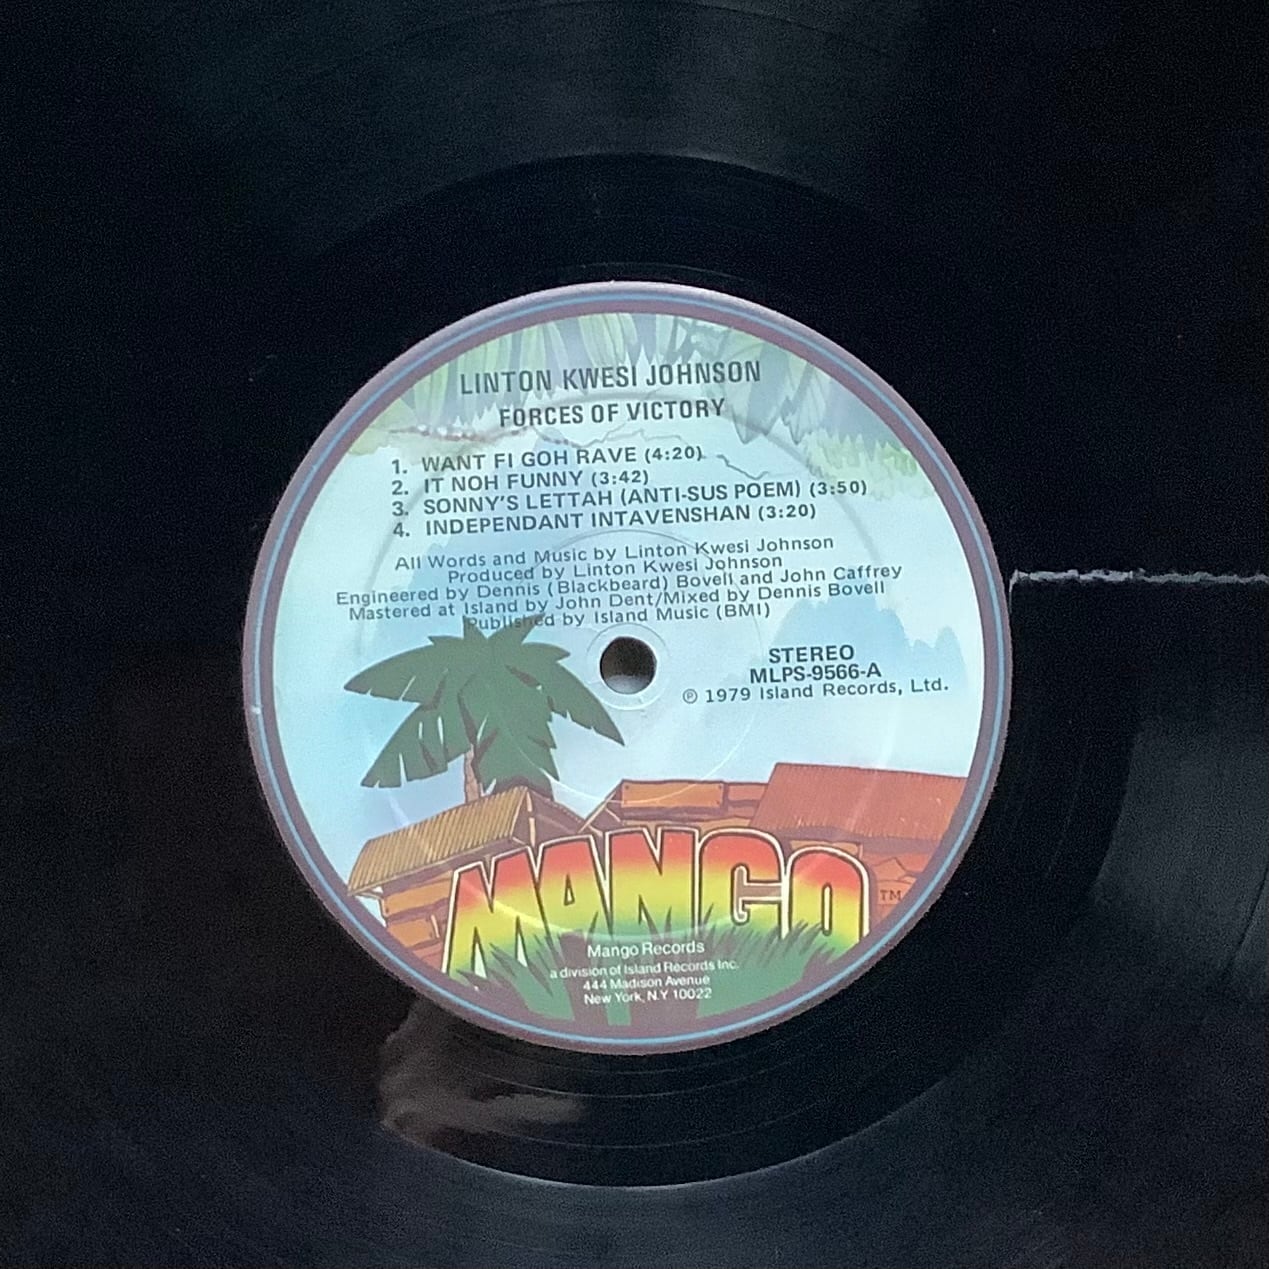 LINTON KWESI JOHNSON
FORCES OF VICTORY
1. WANT FI GOH RAVE (4:20)
2. IT NOH FUNNY (3:42)
3. SONNY'S LETTAH (ANTI-SUS POEM) (3:50)
4. INDEPENDANT INTAVENSHAN (3:20)
All Words and Music by Linton Kwesi Johnson
Produced by Linton Kwesi Johnson
Engineered by Dennis (Blackbeard) Bovell and John Caffrey
Mastered at Island by John Dent/Mixed by Dennis Bovell
Published by Island Music (BMI)
STEREO
MLPS-9566-A
℗ 1979 Island Records, Ltd.
MANGO TM
Mango Records
a division of Island Records Inc.
444 Madison Avenue
New York, N.Y 10022